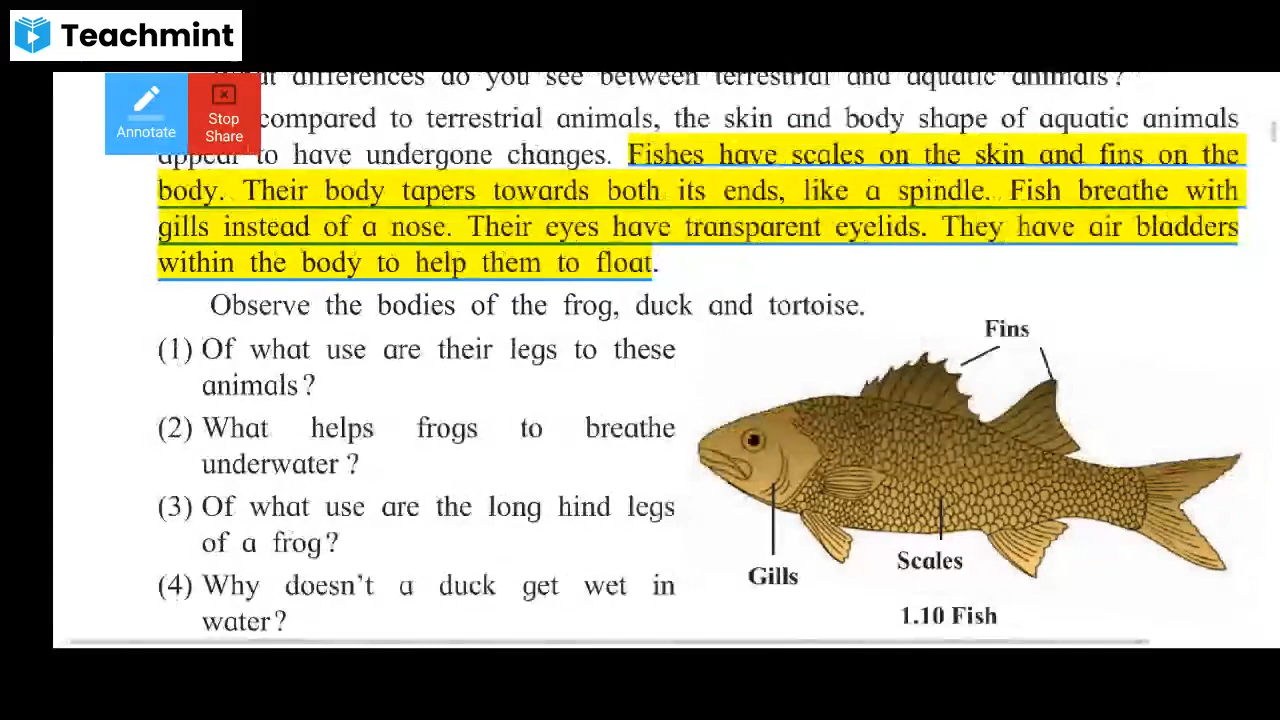 Teachmint
differences do you see between terrestrial and aquatic animals?
Annotate
Stop
Share
compared to terrestrial animals, the skin and body shape of aquatic animals
appear to have undergone changes. Fishes have scales on the skin and fins on the
body. Their body tapers towards both its ends, like a spindle. Fish breathe with
gills instead of a nose. Their eyes have transparent eyelids. They have air bladders
within the body to help them to float.
Observe the bodies of the frog, duck and tortoise.
(1) Of what use are their legs to these
animals?
(2) What helps frogs to breathe
underwater?
(3) Of what use are the long hind legs
of a frog?
(4) Why doesn't a duck get wet in
water?
Fins
Gills
Scales
1.10 Fish